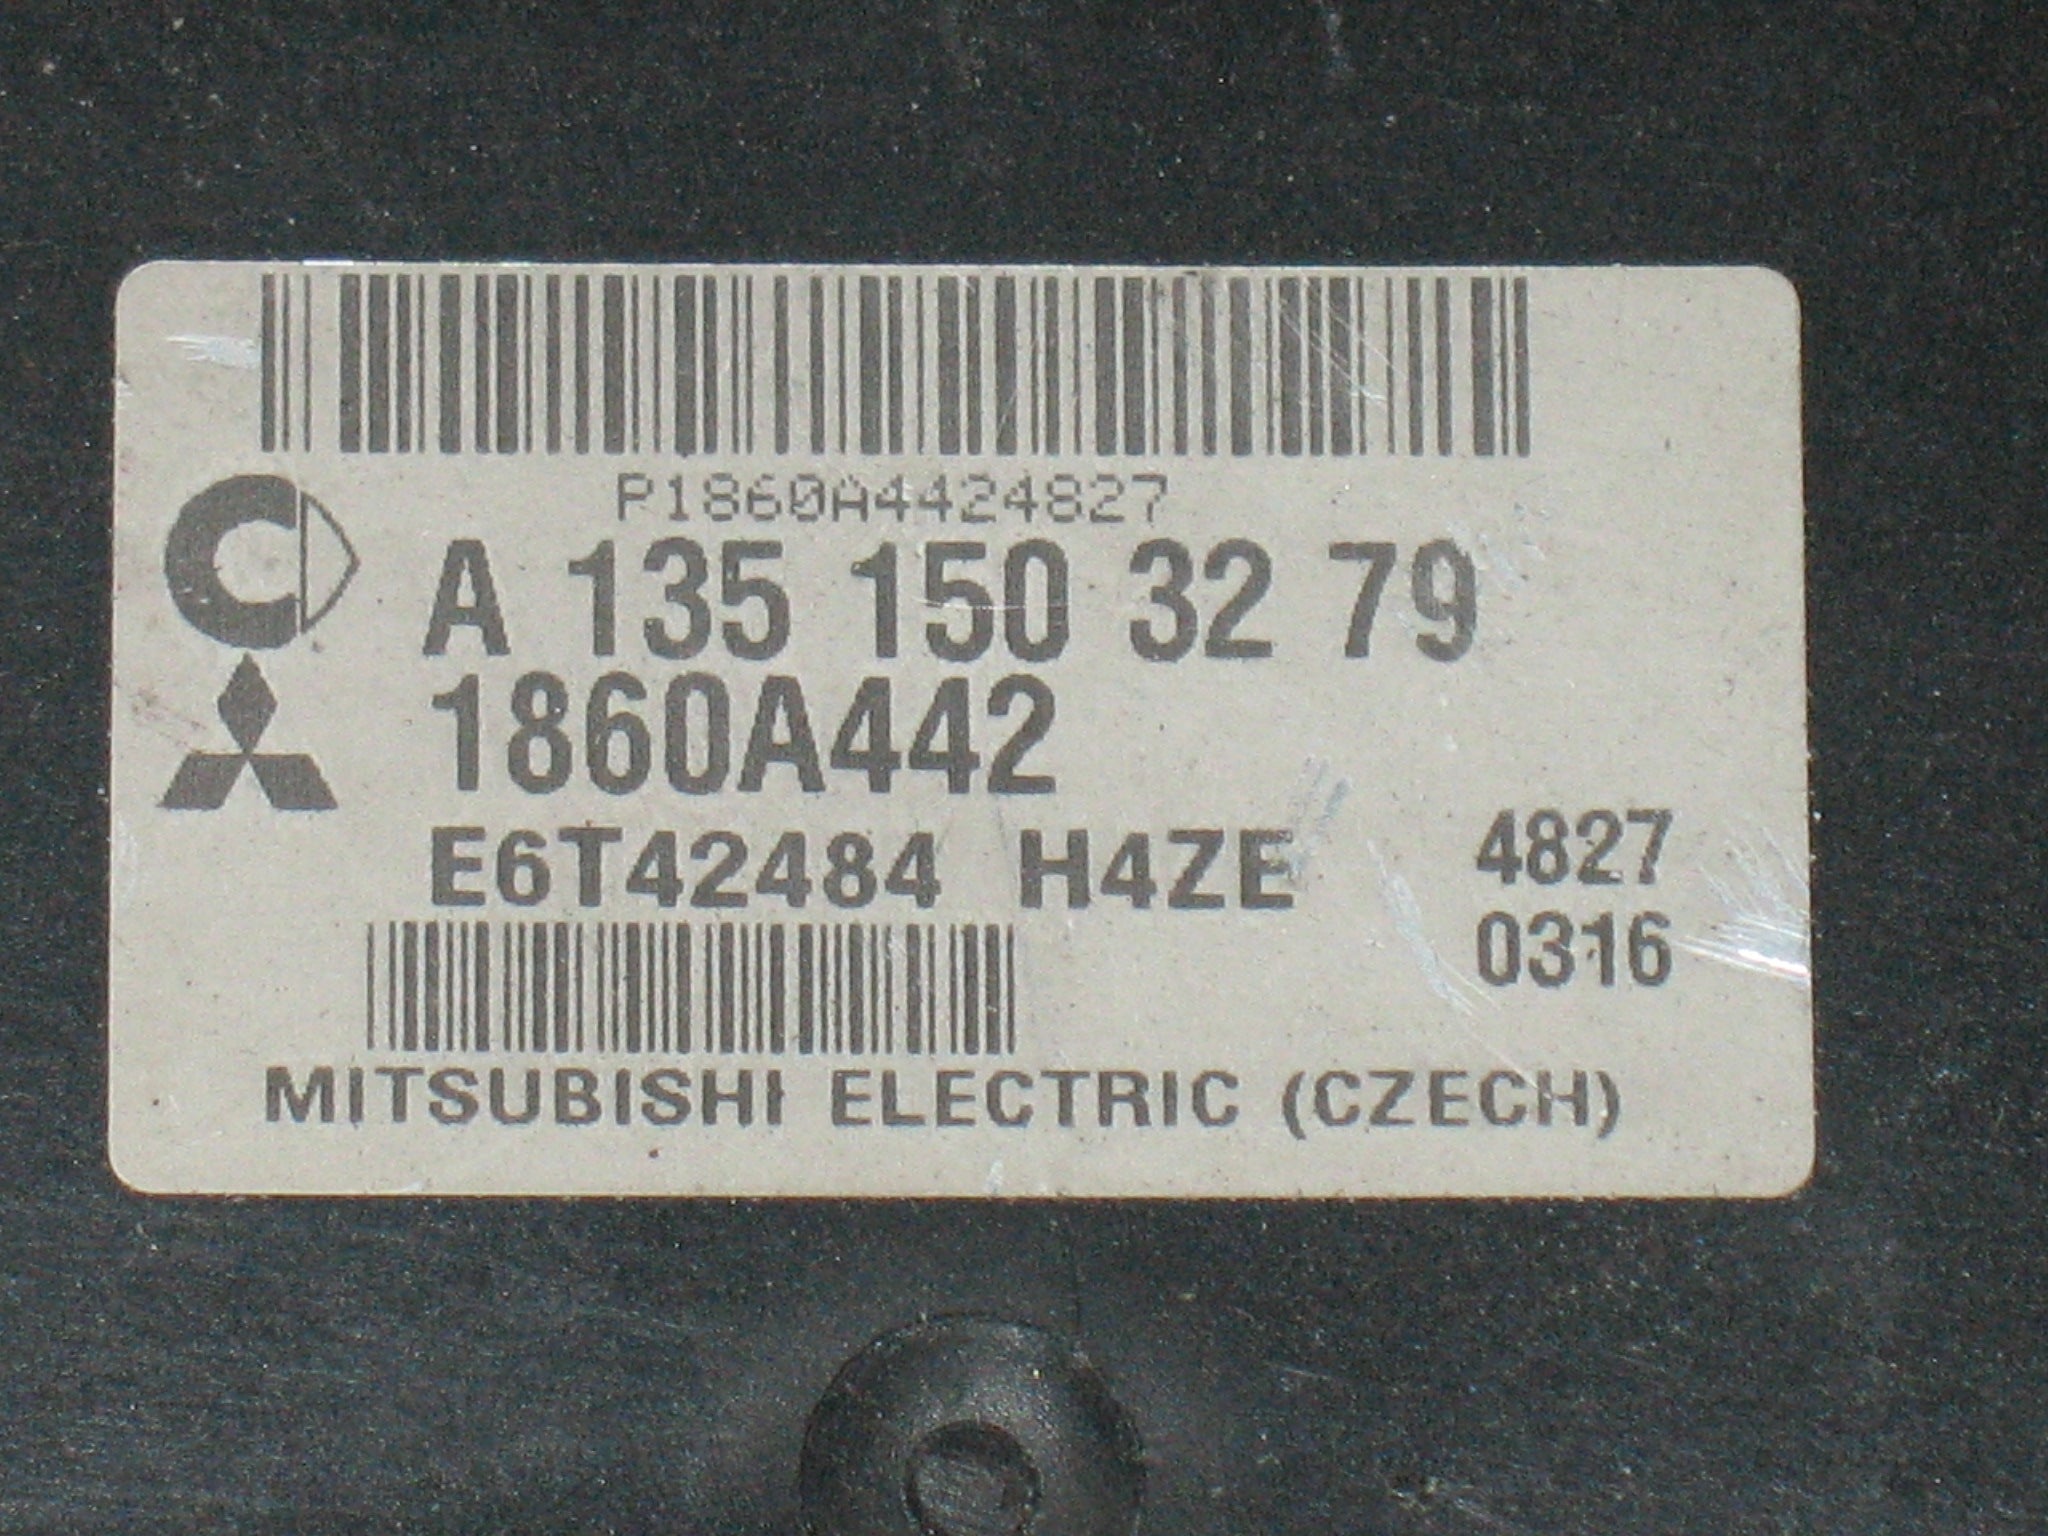 P1860A4424827
A 135 150 32 79
1860A442
E6T42484 H4ZE 4827
0316
MITSUBISHI ELECTRIC (CZECH)